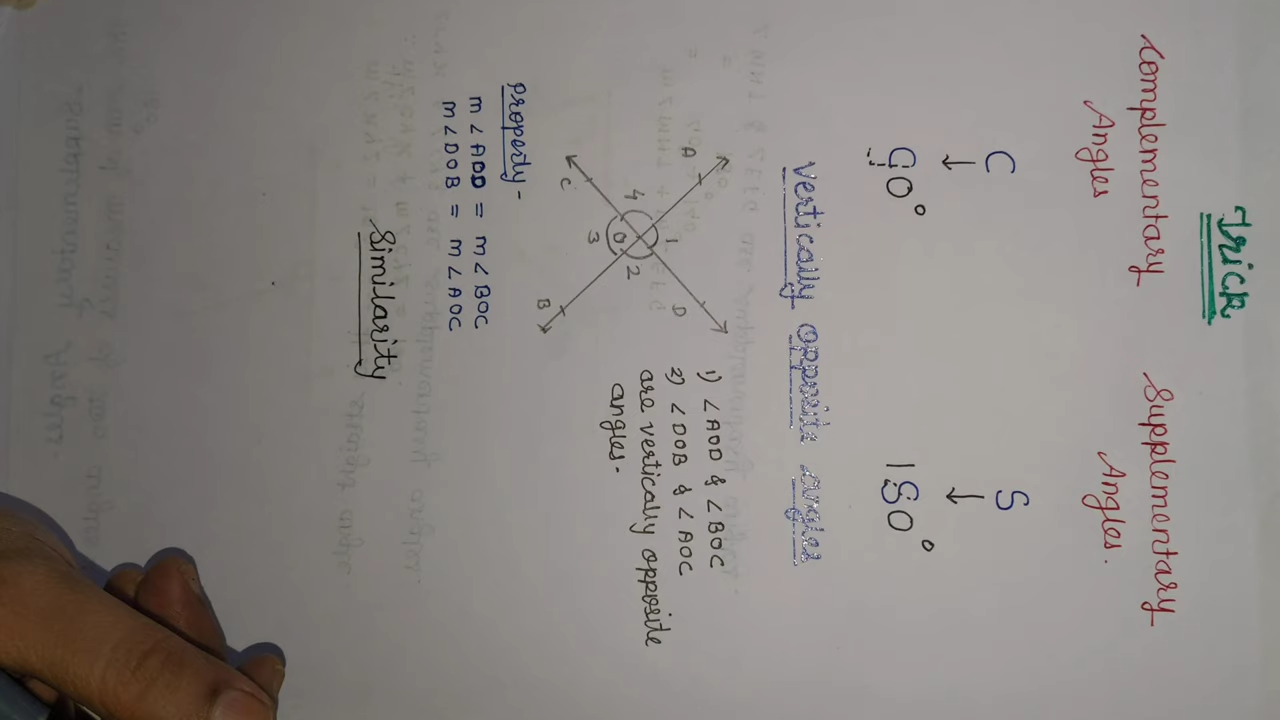 Trick
Complementary Supplementary
Angles Angles.
C S
↓ ↓
90° 180°
Vertically opposite angles
A D
1
4 2
O
3
C B
1) ∠AOD & ∠BOC
2) ∠DOB & ∠AOC
are vertically opposite
angles.
Property-
m∠AOD = m∠BOC
m∠DOB = m∠AOC
Similarity